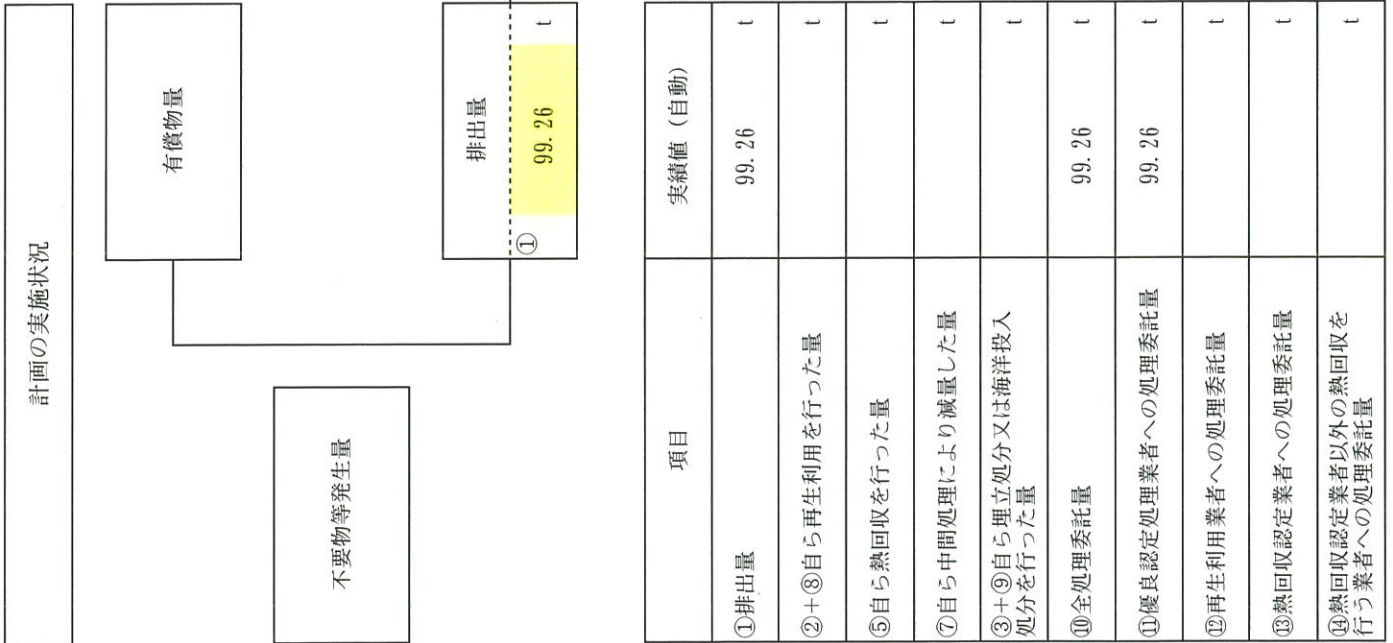 計画の実施状況
有償物量
不要物等発生量
排出量
① 99.26 t
項目 実績値（自動）
①排出量 99.26 t
②+⑧自ら再生利用を行った量 t
⑤自ら熱回収を行った量 t
⑦自ら中間処理により減量した量 t
③+⑨自ら埋立処分又は海洋投入
処分を行った量 t
⑩全処理委託量 99.26 t
⑪優良認定処理業者への処理委託量 99.26 t
⑫再生利用業者への処理委託量 t
⑬熱回収認定業者への処理委託量 t
⑭熱回収認定業者以外の熱回収を
行う業者への処理委託量 t